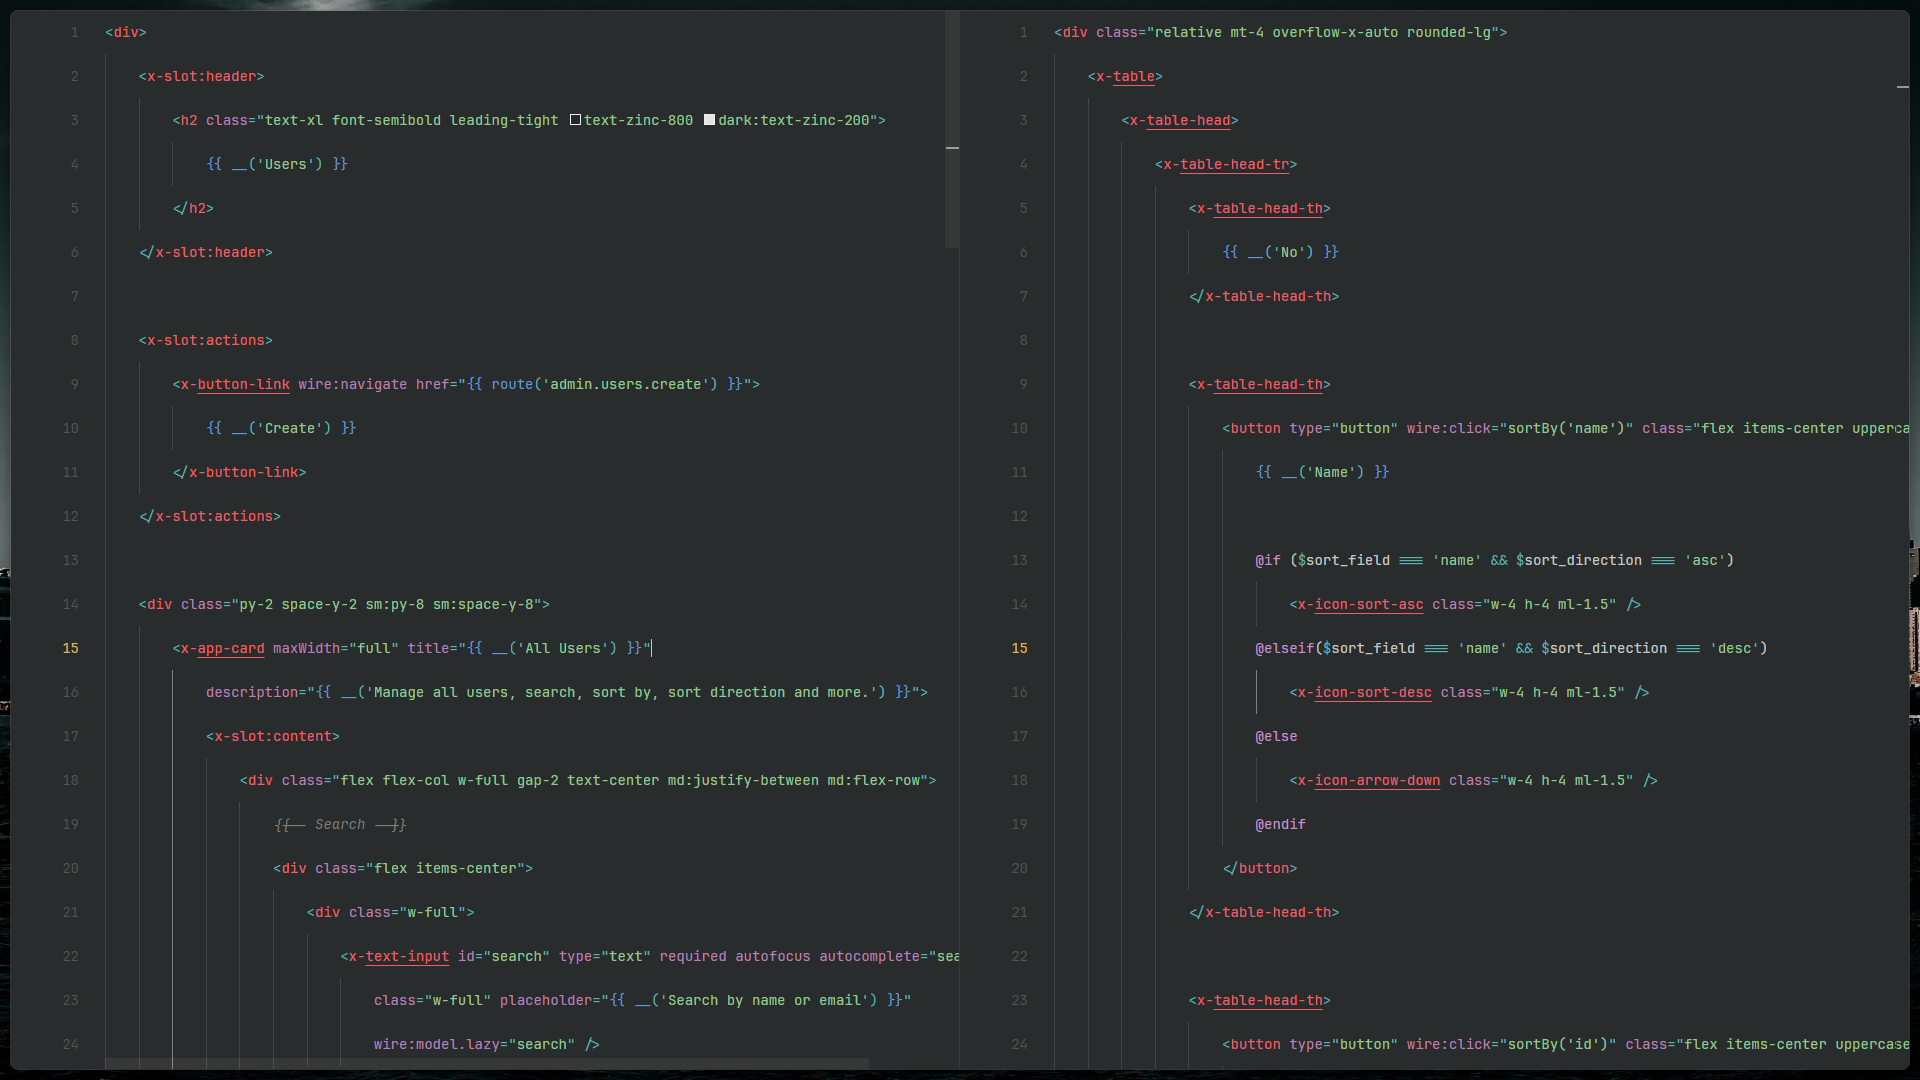 1 <div>
2 <x-slot:header>
3 <h2 class="text-xl font-semibold leading-tight text-zinc-800 dark:text-zinc-200">
4 {{ __('Users') }}
5 </h2>
6 </x-slot:header>
7
8 <x-slot:actions>
9 <x-button-link wire:navigate href="{{ route('admin.users.create') }}">
10 {{ __('Create') }}
11 </x-button-link>
12 </x-slot:actions>
13
14 <div class="py-2 space-y-2 sm:py-8 sm:space-y-8">
15 <x-app-card maxWidth="full" title="{{ __('All Users') }}"
16 description="{{ __('Manage all users, search, sort by, sort direction and more.') }}">
17 <x-slot:content>
18 <div class="flex flex-col w-full gap-2 text-center md:justify-between md:flex-row">
19 {{-- Search --}}
20 <div class="flex items-center">
21 <div class="w-full">
22 <x-text-input id="search" type="text" required autofocus autocomplete="sea
23 class="w-full" placeholder="{{ __('Search by name or email') }}"
24 wire:model.lazy="search" />
1 <div class="relative mt-4 overflow-x-auto rounded-lg">
2 <x-table>
3 <x-table-head>
4 <x-table-head-tr>
5 <x-table-head-th>
6 {{ __('No') }}
7 </x-table-head-th>
8
9 <x-table-head-th>
10 <button type="button" wire:click="sortBy('name')" class="flex items-center upperca
11 {{ __('Name') }}
12
13 @if ($sort_field === 'name' && $sort_direction === 'asc')
14 <x-icon-sort-asc class="w-4 h-4 ml-1.5" />
15 @elseif($sort_field === 'name' && $sort_direction === 'desc')
16 <x-icon-sort-desc class="w-4 h-4 ml-1.5" />
17 @else
18 <x-icon-arrow-down class="w-4 h-4 ml-1.5" />
19 @endif
20 </button>
21 </x-table-head-th>
22
23 <x-table-head-th>
24 <button type="button" wire:click="sortBy('id')" class="flex items-center uppercase